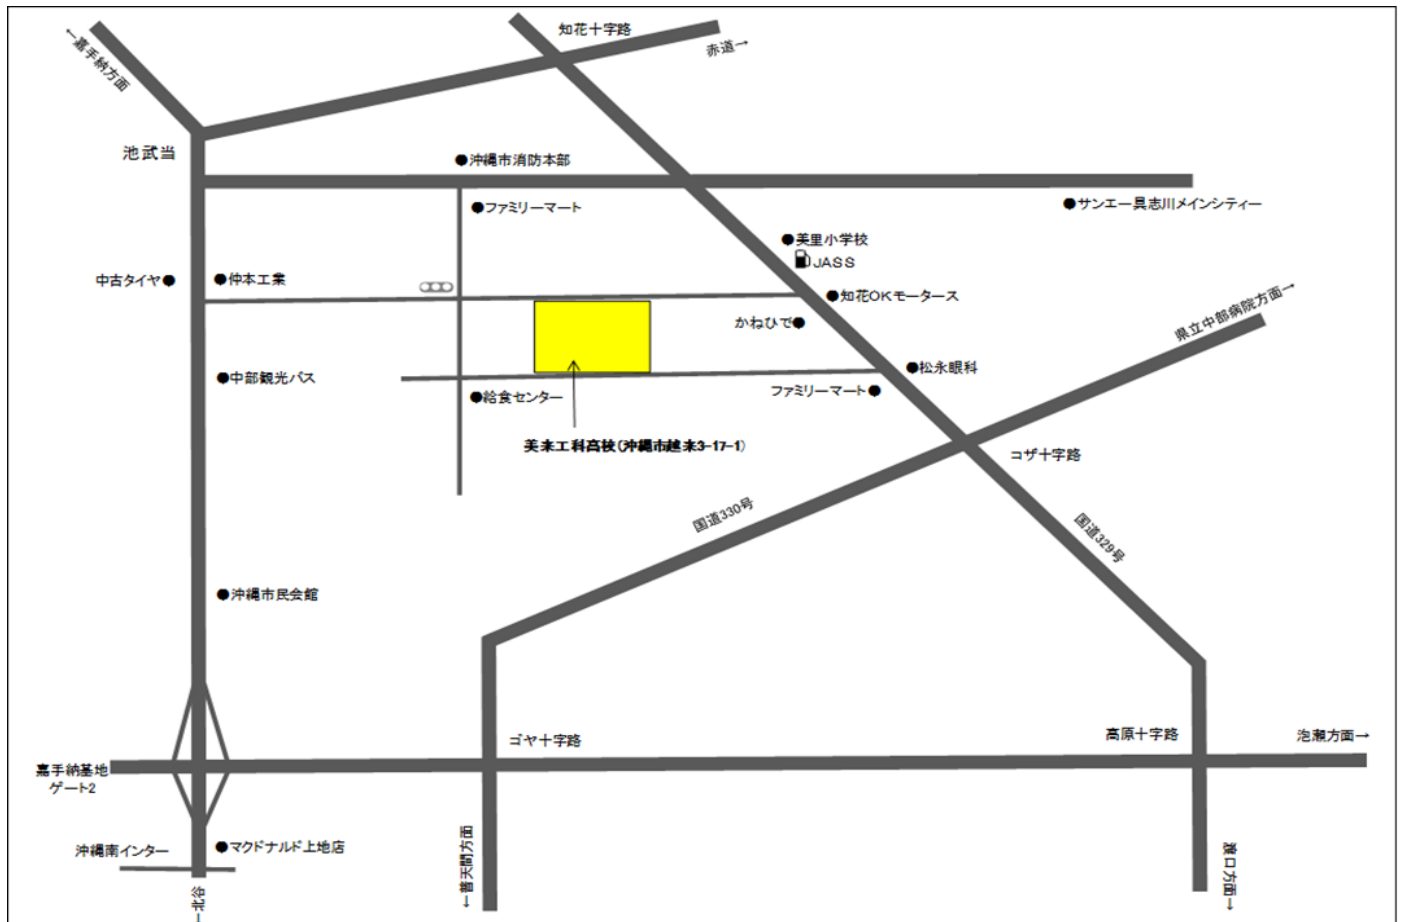 知花十字路
←嘉手納方面
赤道→
池武当
●沖縄市消防本部
●ファミリーマート
●サンエー具志川メインシティー
●美里小学校
JASS
中古タイヤ●
●仲本工業
●知花OKモータース
県立中部病院方面→
かねひで●
●松永眼科
●中部観光バス
ファミリーマート●
●給食センター
美来工科高校(沖縄市越来3-17-1)
コザ十字路
国道330号
国道329号
●沖縄市民会館
ゴヤ十字路
高原十字路
泡瀬方面→
嘉手納基地
ゲート2
沖縄南インター
●マクドナルド上地店
←普天間方面
渡口方面→
←北谷